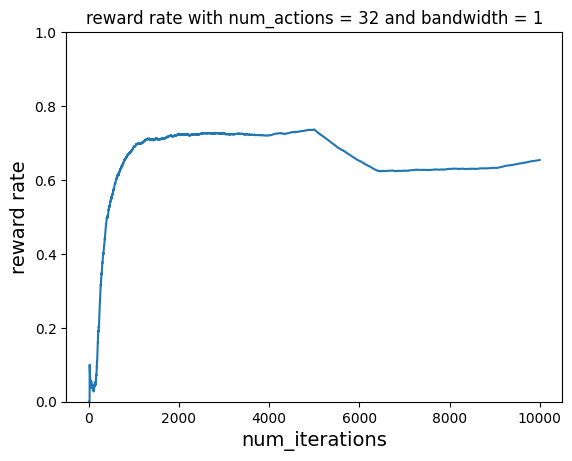 reward rate with num_actions = 32 and bandwidth = 1
1.0
0.8
0.6
0.4
0.2
0.0
reward rate
0 2000 4000 6000 8000 10000
num_iterations